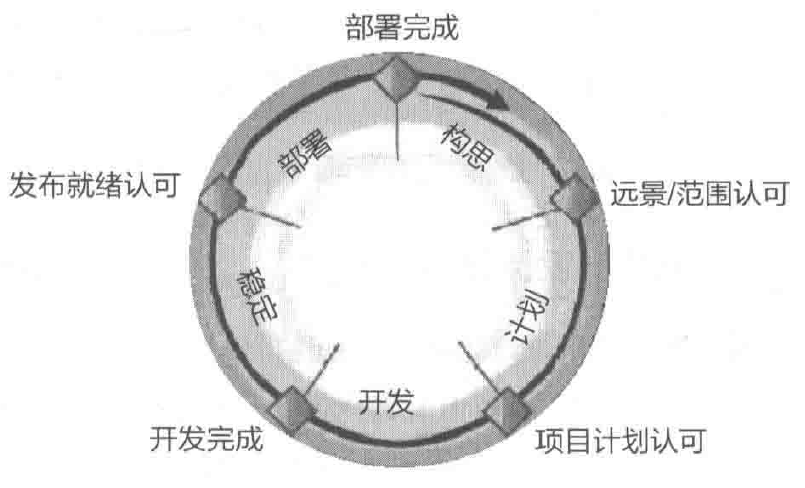 部署完成
部署
构思
发布就绪认可
远景/范围认可
稳定
计划
开发
开发完成
项目计划认可